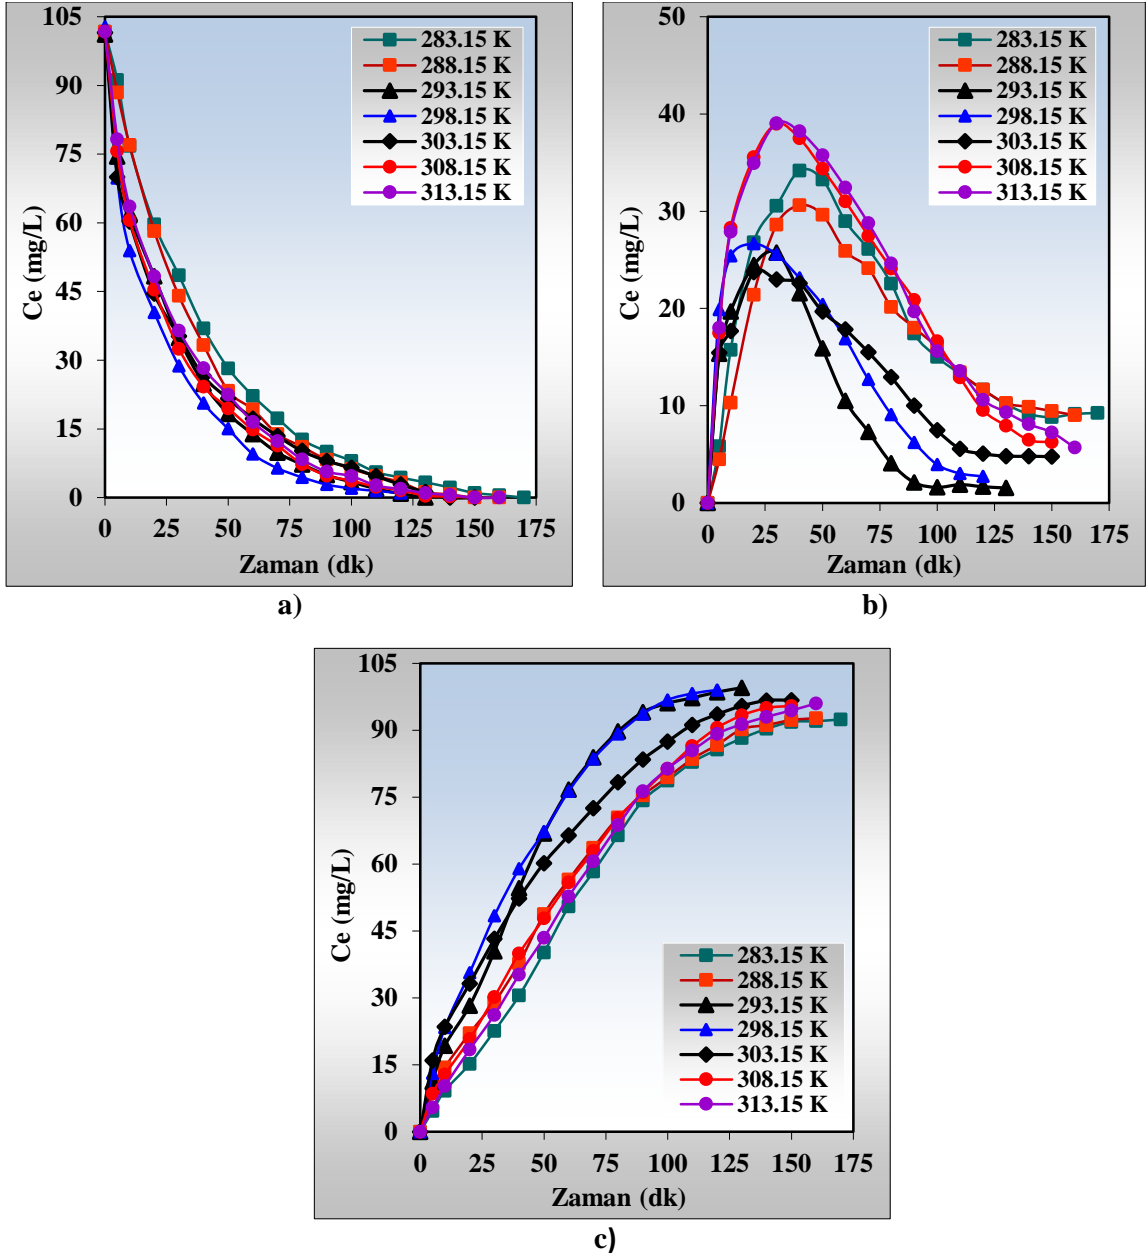 105
90
75
60
45
30
15
0
Ce (mg/L)
283.15 K
288.15 K
293.15 K
298.15 K
303.15 K
308.15 K
313.15 K
0 25 50 75 100 125 150 175
Zaman (dk)
a)
50
40
30
20
10
0
Ce (mg/L)
283.15 K
288.15 K
293.15 K
298.15 K
303.15 K
308.15 K
313.15 K
0 25 50 75 100 125 150 175
Zaman (dk)
b)
105
90
75
60
45
30
15
0
Ce (mg/L)
283.15 K
288.15 K
293.15 K
298.15 K
303.15 K
308.15 K
313.15 K
0 25 50 75 100 125 150 175
Zaman (dk)
c)